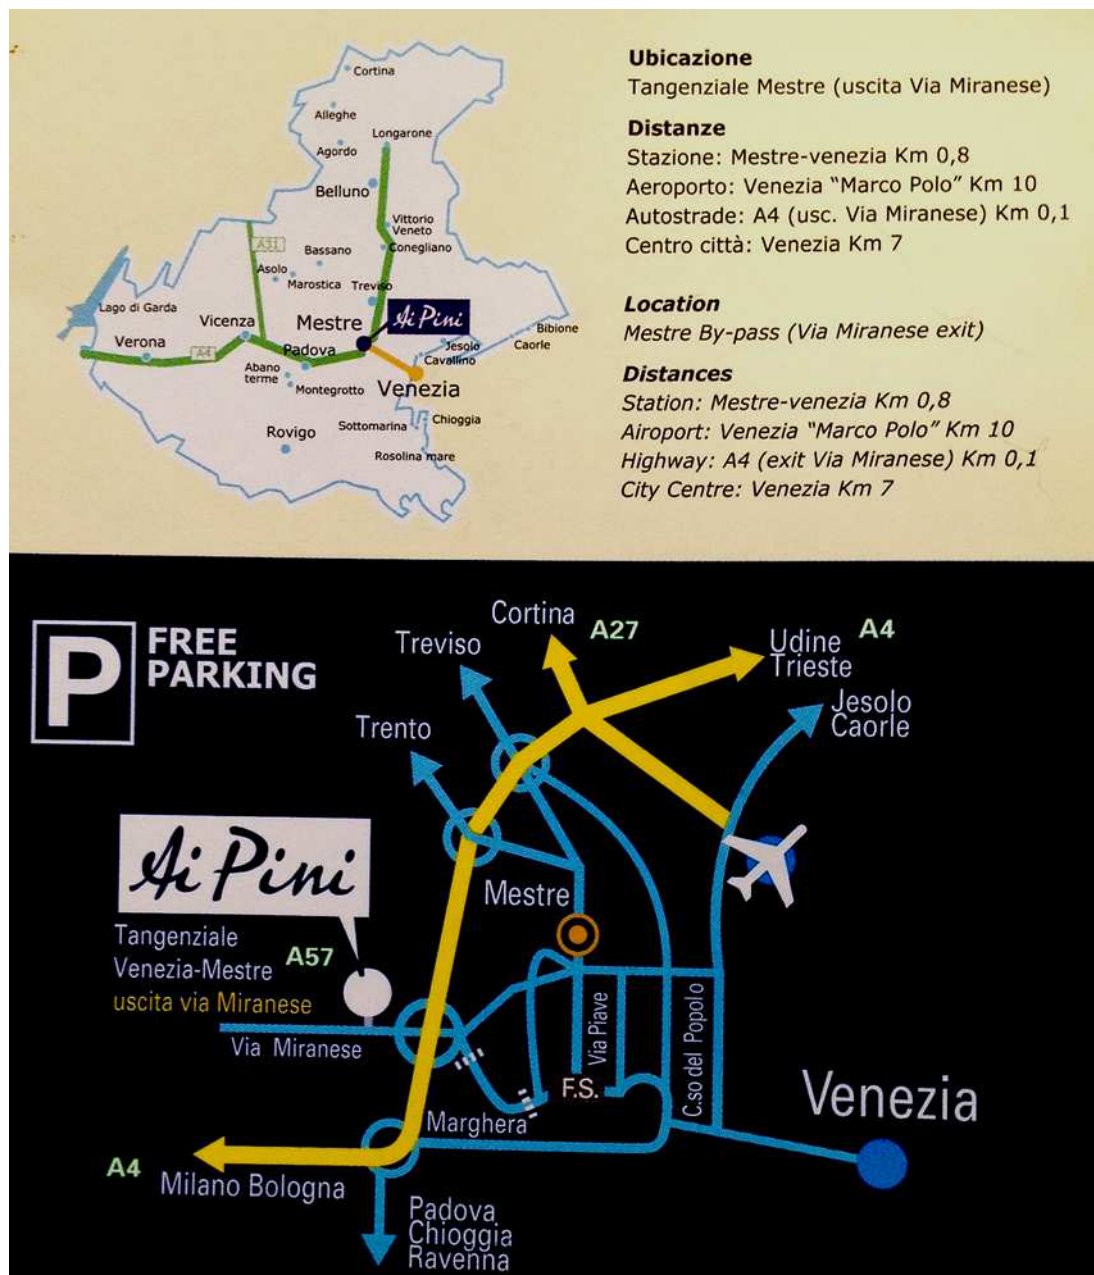 Cortina
Alleghe
Longarone
Agordo
Belluno
Vittorio
Veneto
A31
Bassano
Conegliano
Asolo
Marostica
Treviso
Lago di Garda
Vicenza
Mestre
Ai Pini
Bibione
Verona
A4
Padova
Jesolo
Caorle
Cavallino
Abano
terme
Montegrotto
Venezia
Sottomarina
Chioggia
Rovigo
Rosolina mare
Ubicazione
Tangenziale Mestre (uscita Via Miranese)
Distanze
Stazione: Mestre-venezia Km 0,8
Aeroporto: Venezia “Marco Polo” Km 10
Autostrade: A4 (usc. Via Miranese) Km 0,1
Centro città: Venezia Km 7
Location
Mestre By-pass (Via Miranese exit)
Distances
Station: Mestre-venezia Km 0,8
Airoport: Venezia “Marco Polo” Km 10
Highway: A4 (exit Via Miranese) Km 0,1
City Centre: Venezia Km 7
P
FREE
PARKING
Cortina
A27
Treviso
Udine
Trieste
A4
Jesolo
Caorle
Trento
Ai Pini
Mestre
Tangenziale
Venezia-Mestre
A57
uscita via Miranese
Via Miranese
Via Piave
C.so del Popolo
F.S.
Venezia
Marghera
A4
Milano Bologna
Padova
Chioggia
Ravenna